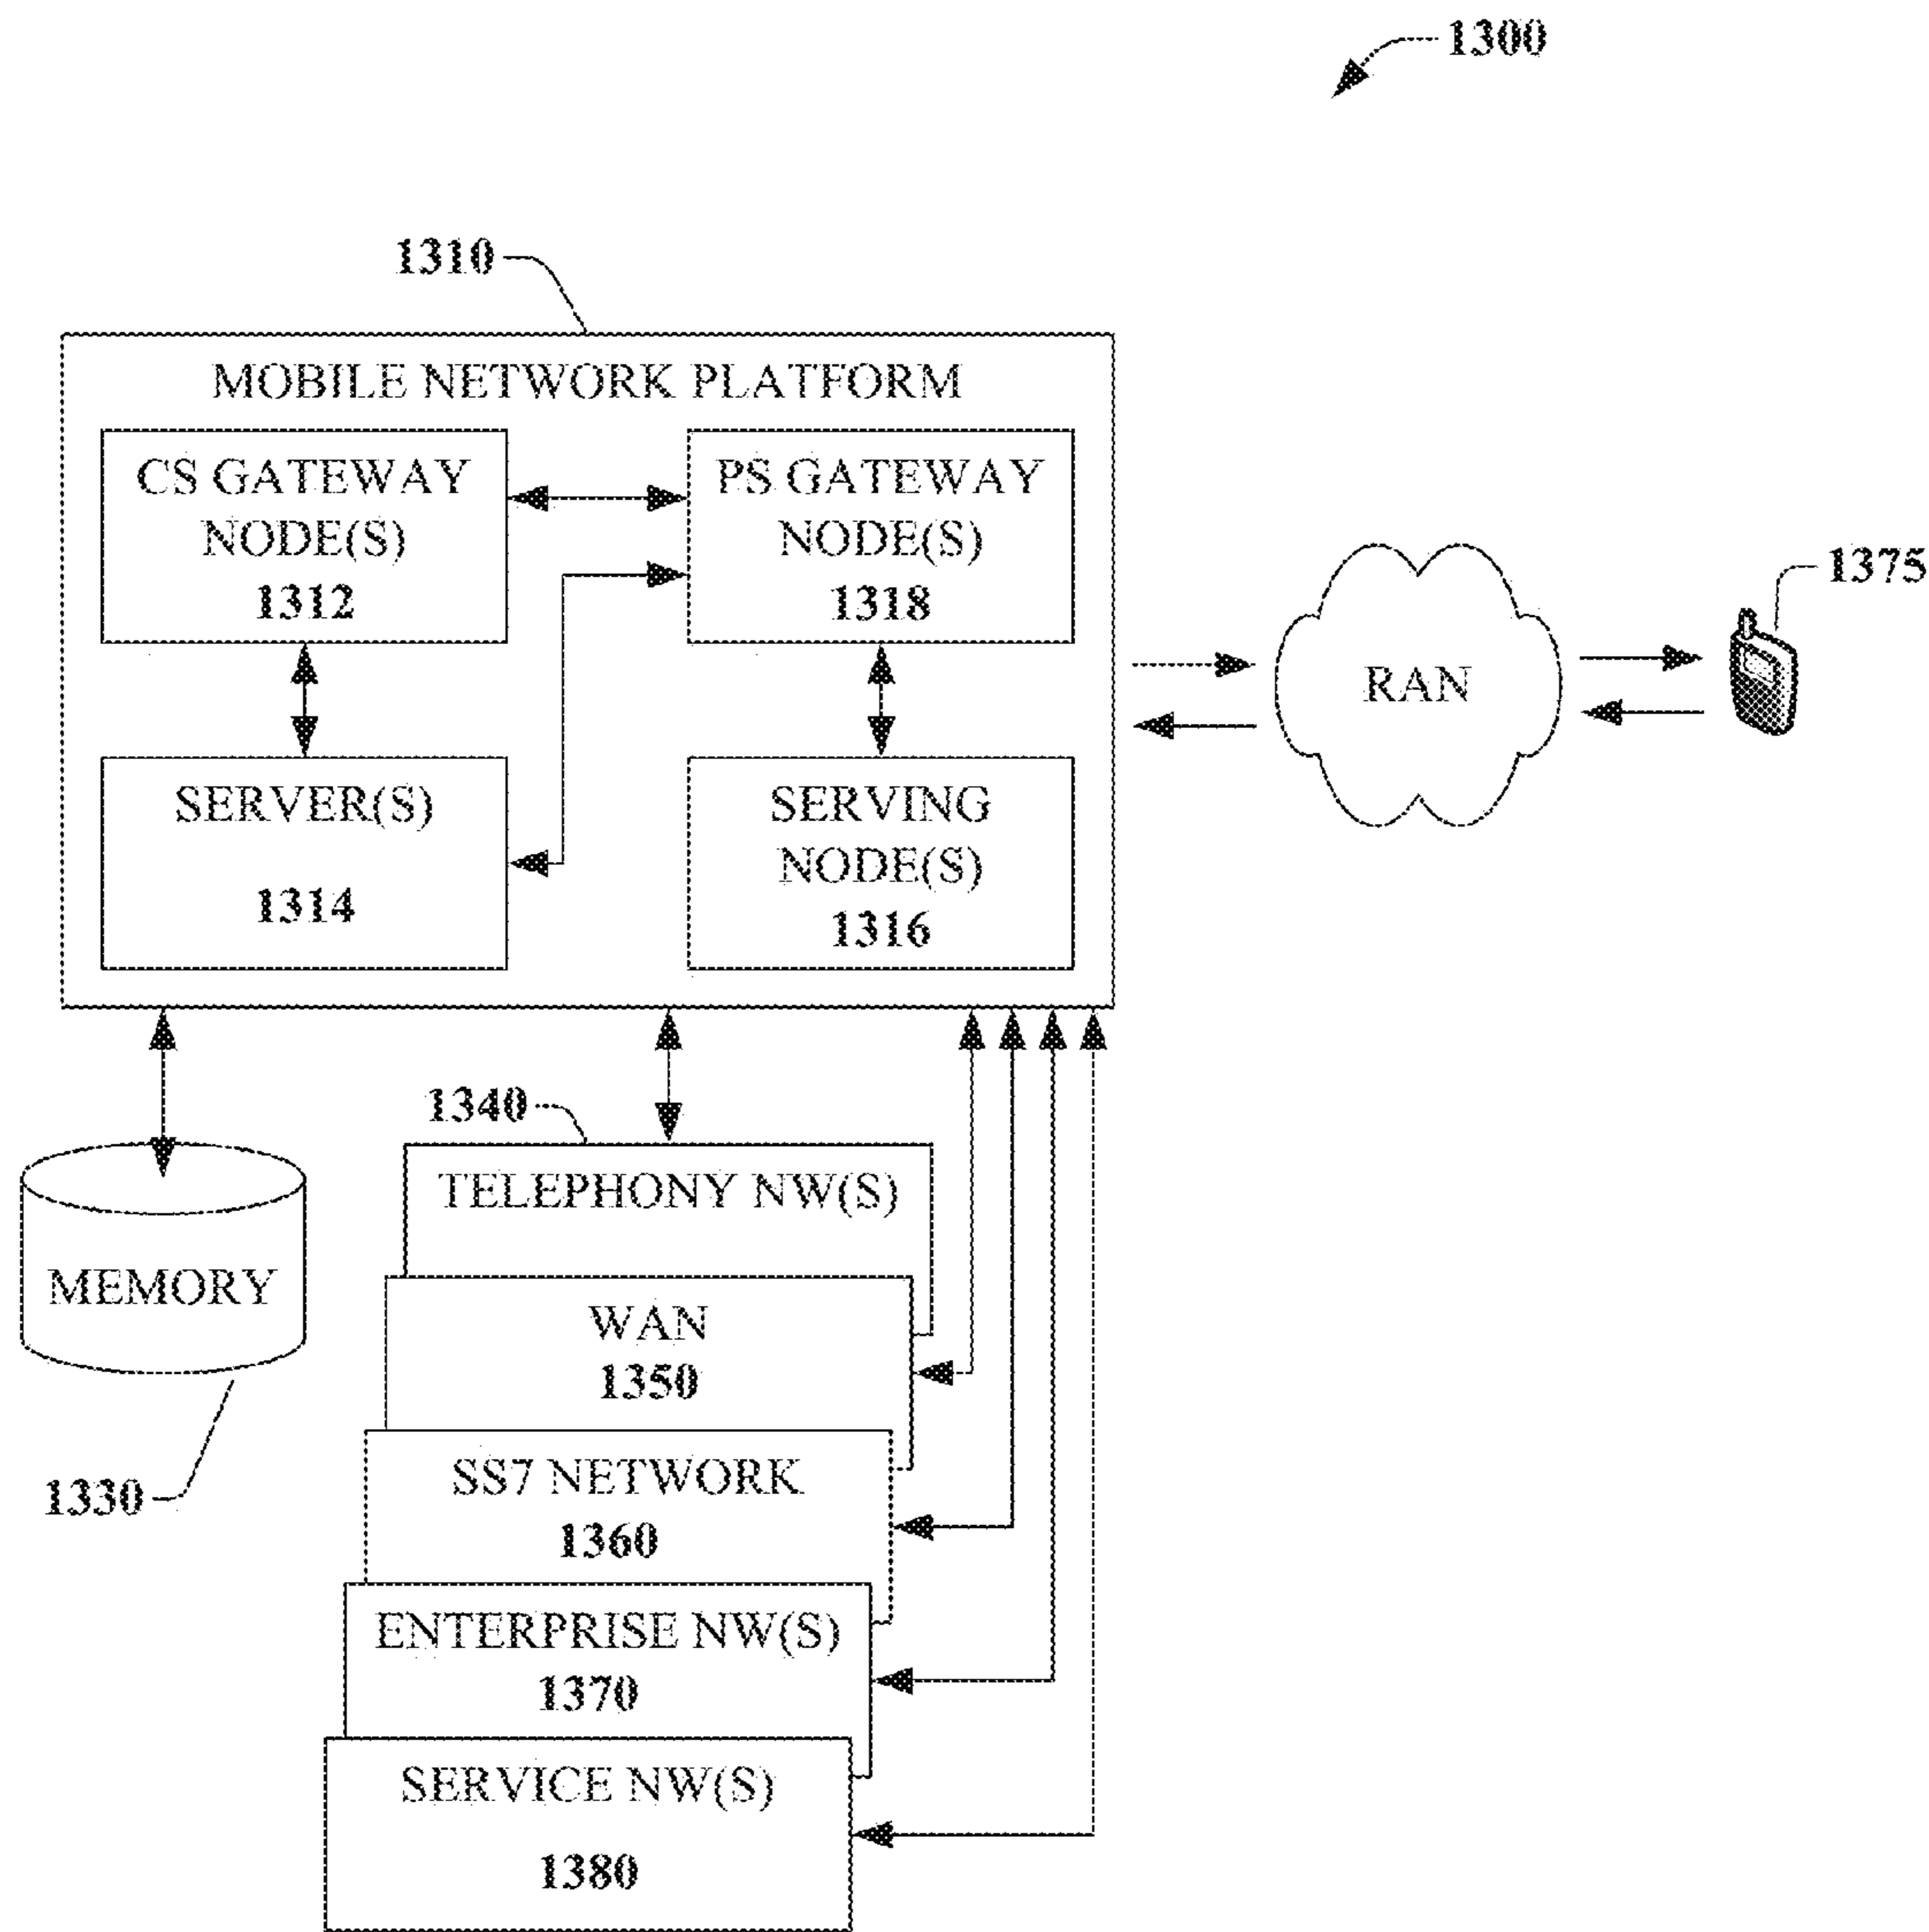 1300
1310
MOBILE NETWORK PLATFORM
CS GATEWAY
NODE(S)
1312
PS GATEWAY
NODE(S)
1318
SERVER(S)
1314
SERVING
NODE(S)
1316
RAN
1375
1340
TELEPHONY NW(S)
MEMORY
1330
WAN
1350
SS7 NETWORK
1360
ENTERPRISE NW(S)
1370
SERVICE NW(S)
1380